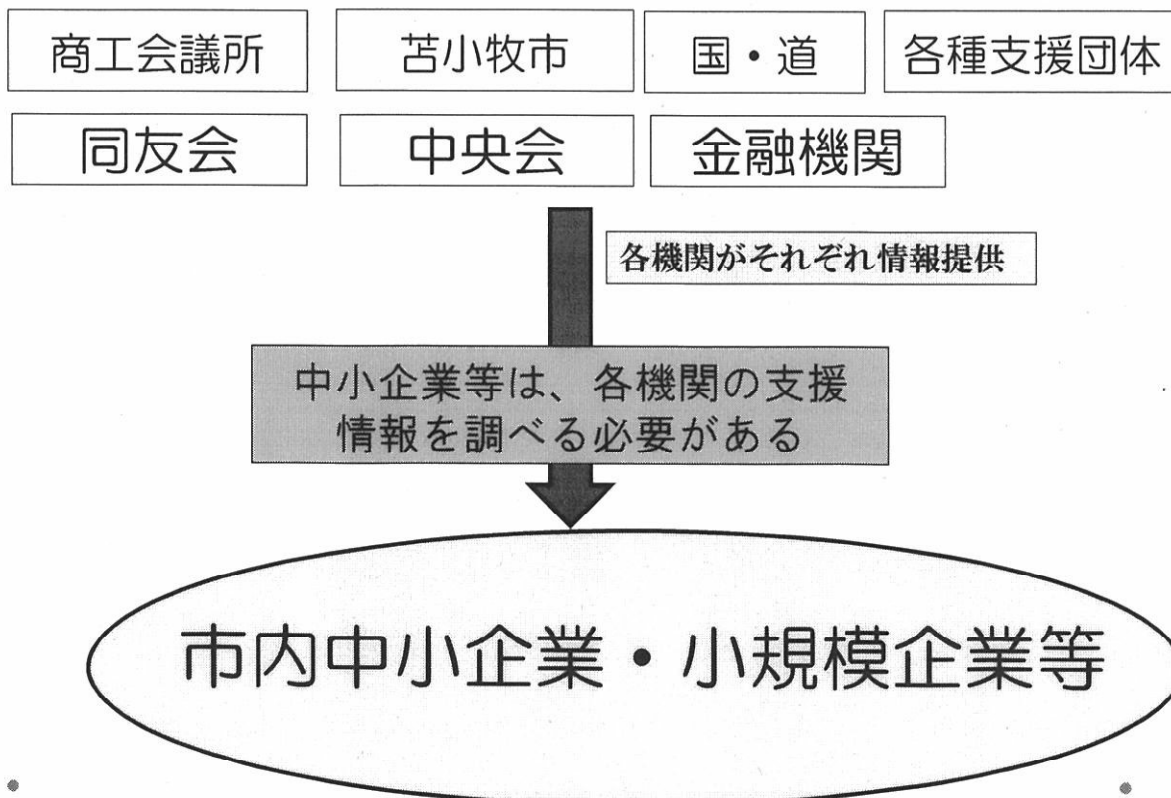 商工会議所
苫小牧市
国・道
各種支援団体
同友会
中央会
金融機関
各機関がそれぞれ情報提供
中小企業等は、各機関の支援
情報を調べる必要がある
市内中小企業・小規模企業等